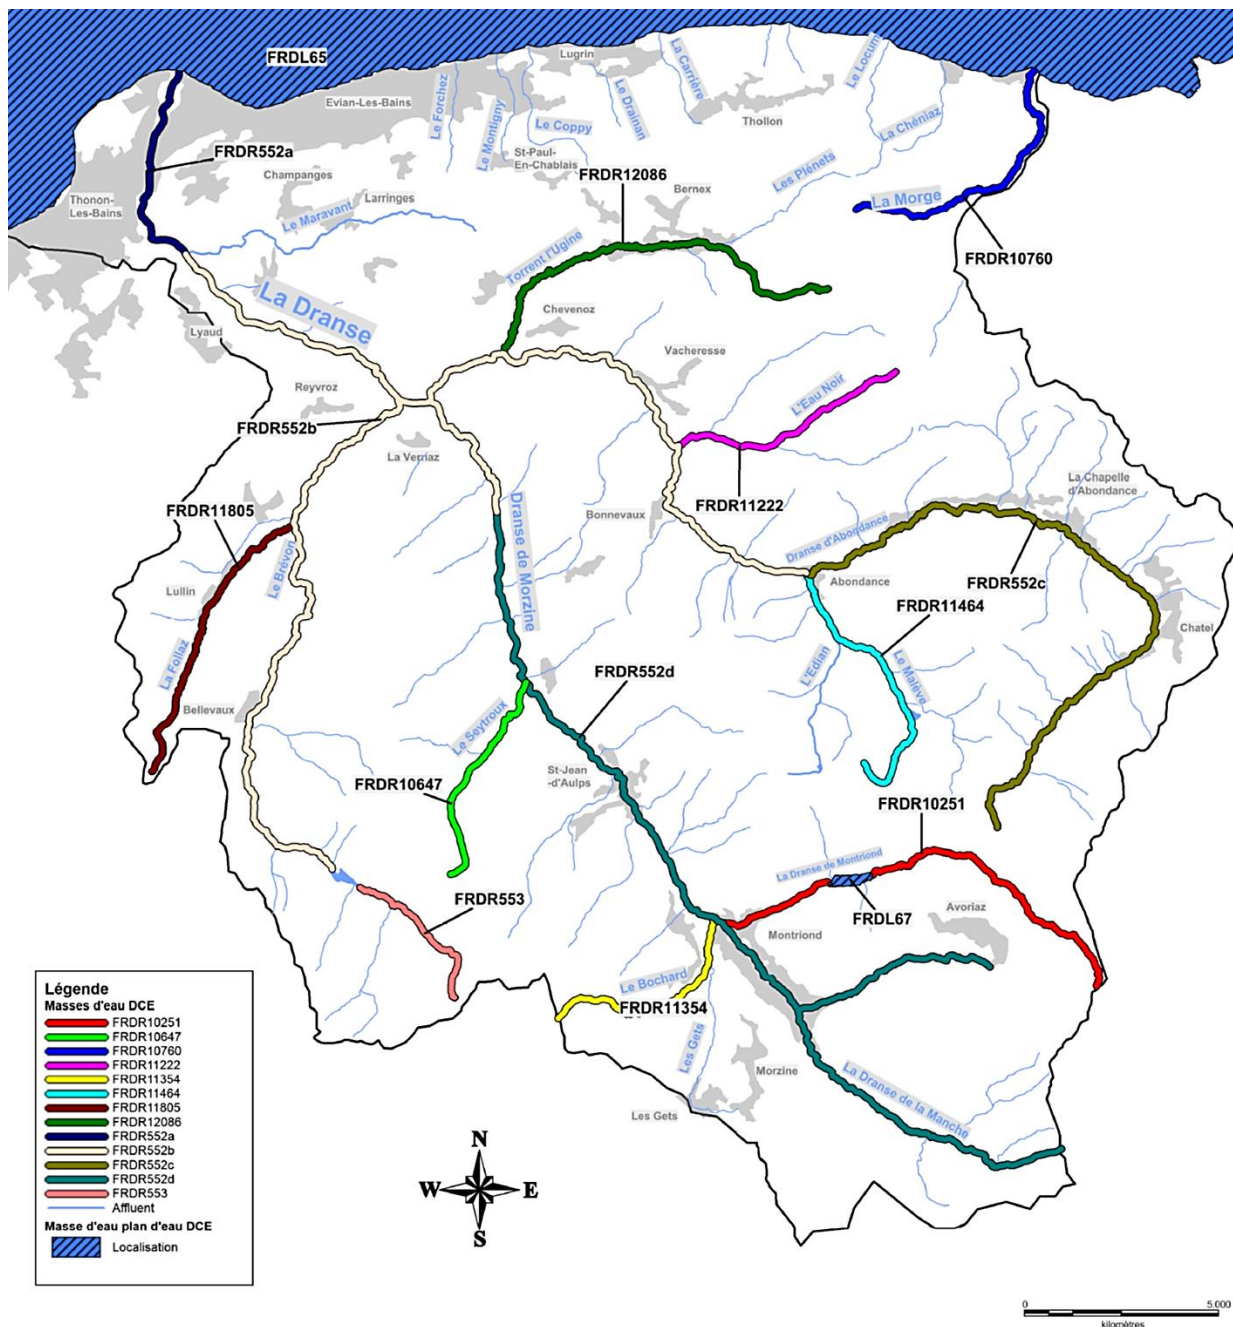 FRDL65
Lugrin
Evian-Les-Bains
Le Forchez
Le Montigny
Le Coppy
Le Drainan
La Carrière
Thollon
Le Locum
La Chéniaz
FRDR552a
St-Paul-
En-Chablais
FRDR12086
Bernex
Les Plénets
La Morge
Champanges
Larringes
Thonon-
Les-Bains
Le Maravant
FRDR10760
Torrent l'Ugine
La Dranse
Chevenoz
Lyaud
Vacheresse
Reyvroz
L'Eau Noir
FRDR552b
La Vernaz
FRDR11222
La Chapelle
d'Abondance
FRDR11805
Bonnevaux
Dranse d'Abondance
Dranse de Morzine
Le Brévon
FRDR552c
Abondance
Lullin
FRDR11464
Chatel
La Follaz
L'Edian
Le Malève
FRDR552d
Bellevaux
Le Seytroux
St-Jean
-d'Aulps
FRDR10647
FRDR10251
La Dranse de Montriond
FRDR553
FRDL67
Avoriaz
Montriond
Le Bochard
FRDR11354
Les Gets
Morzine
La Dranse de la Manche
Les Gets
Légende
Masses d'eau DCE
FRDR10251
FRDR10647
FRDR10760
FRDR11222
FRDR11354
FRDR11464
FRDR11805
FRDR12086
FRDR552a
FRDR552b
FRDR552c
FRDR552d
FRDR553
Affluent
Masse d'eau plan d'eau DCE
Localisation
N
W
E
S
0
5.000
kilomètres